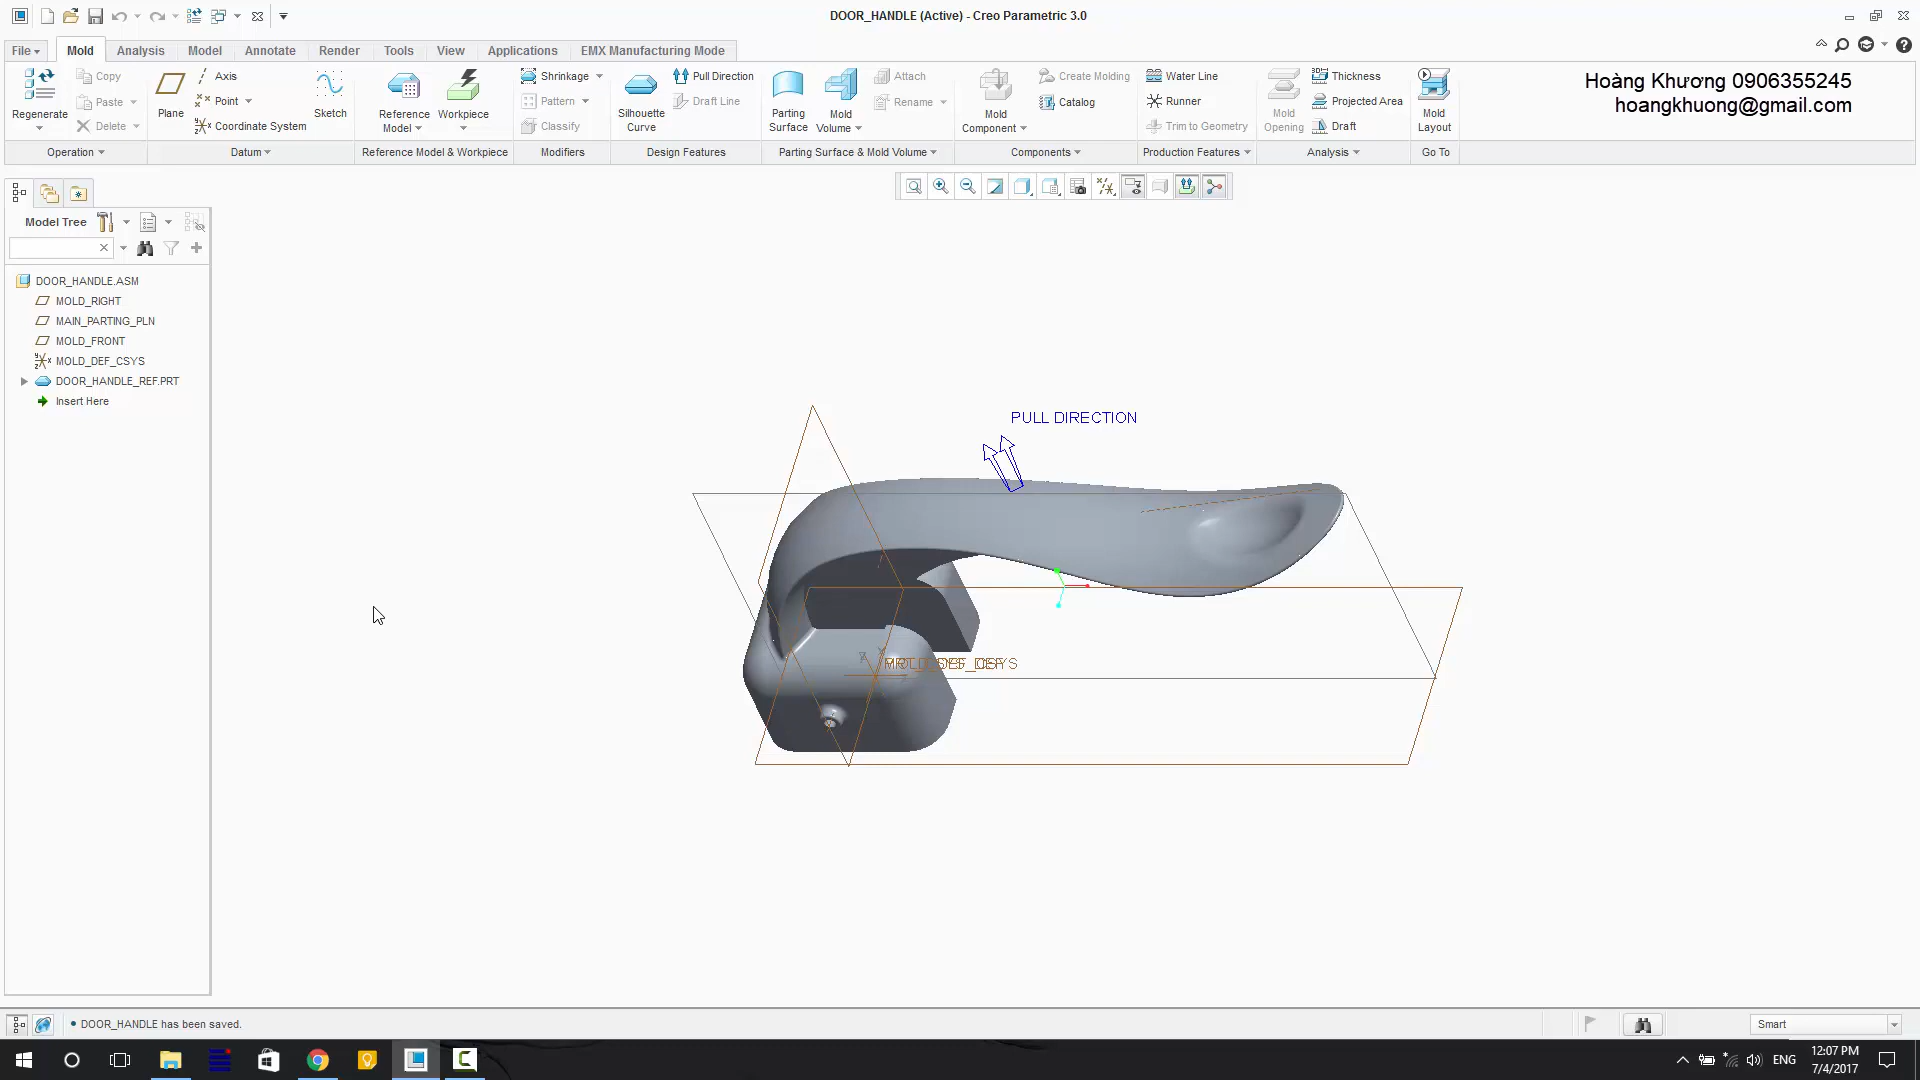 DOOR_HANDLE (Active) - Creo Parametric 3.0
File Mold Analysis Model Annotate Render Tools View Applications EMX Manufacturing Mode
Regenerate
Copy
Paste
Delete
Operation
Plane
Axis
Point
Coordinate System
Sketch
Datum
Reference
Model
Workpiece
Reference Model & Workpiece
Shrinkage
Pattern
Classify
Modifiers
Silhouette
Curve
Pull Direction
Draft Line
Design Features
Parting
Surface
Mold
Volume
Attach
Rename
Parting Surface & Mold Volume
Mold
Component
Create Molding
Catalog
Components
Water Line
Runner
Trim to Geometry
Production Features
Mold
Opening
Thickness
Projected Area
Draft
Analysis
Mold
Layout
Go To
Hoàng Khương 0906355245
hoangkhuong@gmail.com
Model Tree
DOOR_HANDLE.ASM
MOLD_RIGHT
MAIN_PARTING_PLN
MOLD_FRONT
MOLD_DEF_CSYS
DOOR_HANDLE_REF.PRT
Insert Here
PULL DIRECTION
DOOR_HANDLE has been saved.
Smart
ENG
12:07 PM
7/4/2017